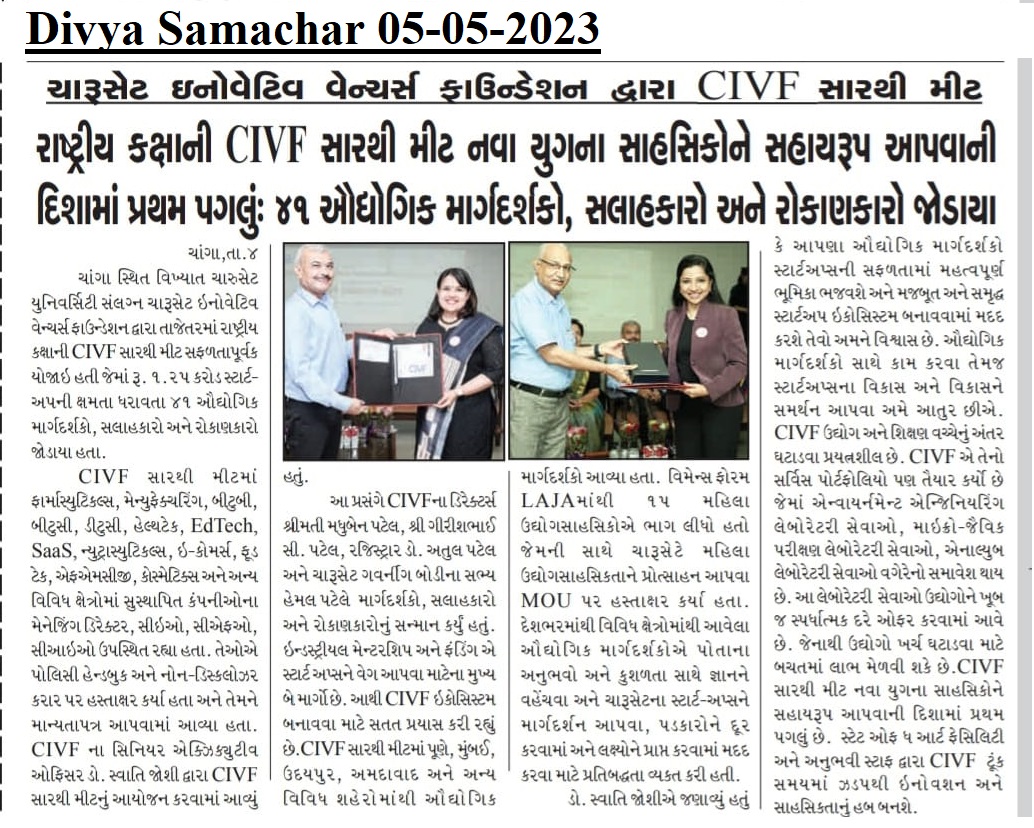 Divya Samachar 05-05-2023
ચારૂસેટ ઇનોવેટિવ વેન્ચર્સ ફાઉન્ડેશન દ્વારા CIVF સારથી મીટ
રાષ્ટ્રીય કક્ષાની CIVF સારથી મીટ નવા યુગના સાહસિકોને સહાયરૂપ આપવાની
દિશામાં પ્રથમ પગલુંઃ ૪૧ ઔદ્યોગિક માર્ગદર્શકો, સલાહકારો અને રોકાણકારો જોડાયા
ચાંગા,તા.૪
ચાંગા સ્થિત વિખ્યાત ચારુસેટ
યુનિવર્સિટી સંલગ્ન ચારૂસેટ ઇનોવેટિવ
વેન્ચર્સ ફાઉન્ડેશન દ્વારા તાજેતરમાં રાષ્ટ્રીય
કક્ષાની CIVF સારથી મીટ સફળતાપૂર્વક
યોજાઇ હતી જેમાં રૂ. ૧.૨૫ કરોડ સ્ટાર્ટ-
અપની ક્ષમતા ધરાવતા ૪૧ ઔદ્યોગિક
માર્ગદર્શકો, સલાહકારો અને રોકાણકારો
જોડાયા હતા.
CIVF સારથી મીટમાં
ફાર્માસ્યુટિકલ્સ, મેન્યુફેક્ચરિંગ, બીટુબી,
બીટુસી, ડીટુસી, હેલ્થટેક, EdTech,
SaaS, ન્યુટ્રાસ્યુટિકલ્સ, ઇ-કોમર્સ, ફૂડ
ટેક, એફએમસીજી, કોસ્મેટિક્સ અને અન્ય
વિવિધ ક્ષેત્રોમાં સુસ્થાપિત કંપનીઓના
મેનેજિંગ ડિરેક્ટર, સીઇઓ, સીએફઓ,
સીઆઇઓ ઉપસ્થિત રહ્યા હતા. તેઓએ
પોલિસી હેન્ડબુક અને નોન-ડિસ્કલોઝર
કરાર પર હસ્તાક્ષર કર્યા હતા અને તેમને
માન્યતાપત્ર આપવામાં આવ્યા હતા.
CIVF ના સિનિયર એક્ઝિક્યુટીવ
ઓફિસર ડો. સ્વાતિ જોશી દ્વારા CIVF
સારથી મીટનું આયોજન કરવામાં આવ્યું
CIVF
હતું.
આ પ્રસંગે CIVFના ડિરેક્ટર્સ
શ્રીમતી મધુબેન પટેલ, શ્રી ગીરીશભાઈ
સી. પટેલ, રજિસ્ટ્રાર ડો. અતુલ પટેલ
અને ચારૂસેટ ગવર્નીંગ બોડીના સભ્ય
હેમલ પટેલે માર્ગદર્શકો, સલાહકારો
અને રોકાણકારોનું સન્માન કર્યું હતું.
ઇન્ડસ્ટ્રીયલ મેન્ટરશિપ અને ફંડિંગ એ
સ્ટાર્ટ અપ્સને વેગ આપવા માટેના મુખ્ય
બે માર્ગો છે. આથી CIVF ઇકોસિસ્ટમ
બનાવવા માટે સતત પ્રયાસ કરી રહ્યું
છે.CIVF સારથી મીટમાં પૂણે, મુંબઈ,
ઉદયપુર, અમદાવાદ અને અન્ય
વિવિધ શહેરોમાંથી ઔદ્યોગિક
માર્ગદર્શકો આવ્યા હતા. વિમેન્સ ફોરમ
LAJAમાંથી ૧૫ મહિલા
ઉદ્યોગસાહસિકોએ ભાગ લીધો હતો
જેમની સાથે ચારૂસેટે મહિલા
ઉદ્યોગસાહસિકતાને પ્રોત્સાહન આપવા
MOU પર હસ્તાક્ષર કર્યા હતા.
દેશભરમાંથી વિવિધ ક્ષેત્રોમાંથી આવેલા
ઔદ્યોગિક માર્ગદર્શકોએ પોતાના
અનુભવો અને કુશળતા સાથે જ્ઞાનને
વહેંચવા અને ચારૂસેટના સ્ટાર્ટ-અપ્સને
માર્ગદર્શન આપવા, પડકારોને દૂર
કરવામાં અને લક્ષ્યોને પ્રાપ્ત કરવામાં મદદ
કરવા માટે પ્રતિબદ્ધતા વ્યક્ત કરી હતી.
ડો. સ્વાતિ જોશીએ જણાવ્યું હતું
કે આપણા ઔદ્યોગિક માર્ગદર્શકો
સ્ટાર્ટઅપ્સની સફળતામાં મહત્વપૂર્ણ
ભૂમિકા ભજવશે અને મજબૂત અને સમૃદ્ધ
સ્ટાર્ટઅપ ઇકોસિસ્ટમ બનાવવામાં મદદ
કરશે તેવો અમને વિશ્વાસ છે. ઔદ્યોગિક
માર્ગદર્શકો સાથે કામ કરવા તેમજ
સ્ટાર્ટઅપ્સના વિકાસ અને વિકાસને
સમર્થન આપવા અમે આતુર છીએ.
CIVF ઉદ્યોગ અને શિક્ષણ વચ્ચેનું અંતર
ઘટાડવા પ્રયત્નશીલ છે. CIVF એ તેનો
સર્વિસ પોર્ટફોલિયો પણ તૈયાર કર્યો છે
જેમાં એન્વાયર્નમેન્ટ એન્જિનિયરિંગ
લેબોરેટરી સેવાઓ, માઇક્રો-જૈવિક
પરીક્ષણ લેબોરેટરી સેવાઓ, એનાલ્યુબ
લેબોરેટરી સેવાઓ વગેરેનો સમાવેશ થાય
છે. આ લેબોરેટરી સેવાઓ ઉદ્યોગોને ખૂબ
જ સ્પર્ધાત્મક દરે ઓફર કરવામાં આવે
છે. જેનાથી ઉદ્યોગો ખર્ચ ઘટાડવા માટે
બચતમાં લાભ મેળવી શકે છે.CIVF
સારથી મીટ નવા યુગના સાહસિકોને
સહાયરૂપ આપવાની દિશામાં પ્રથમ
પગલું છે. સ્ટેટ ઓફ ધ આર્ટ ફેસિલિટી
અને અનુભવી સ્ટાફ દ્વારા CIVF ટૂંક
સમયમાં ઝડપથી ઇનોવશન અને
સાહસિકતાનું હબ બનશે.